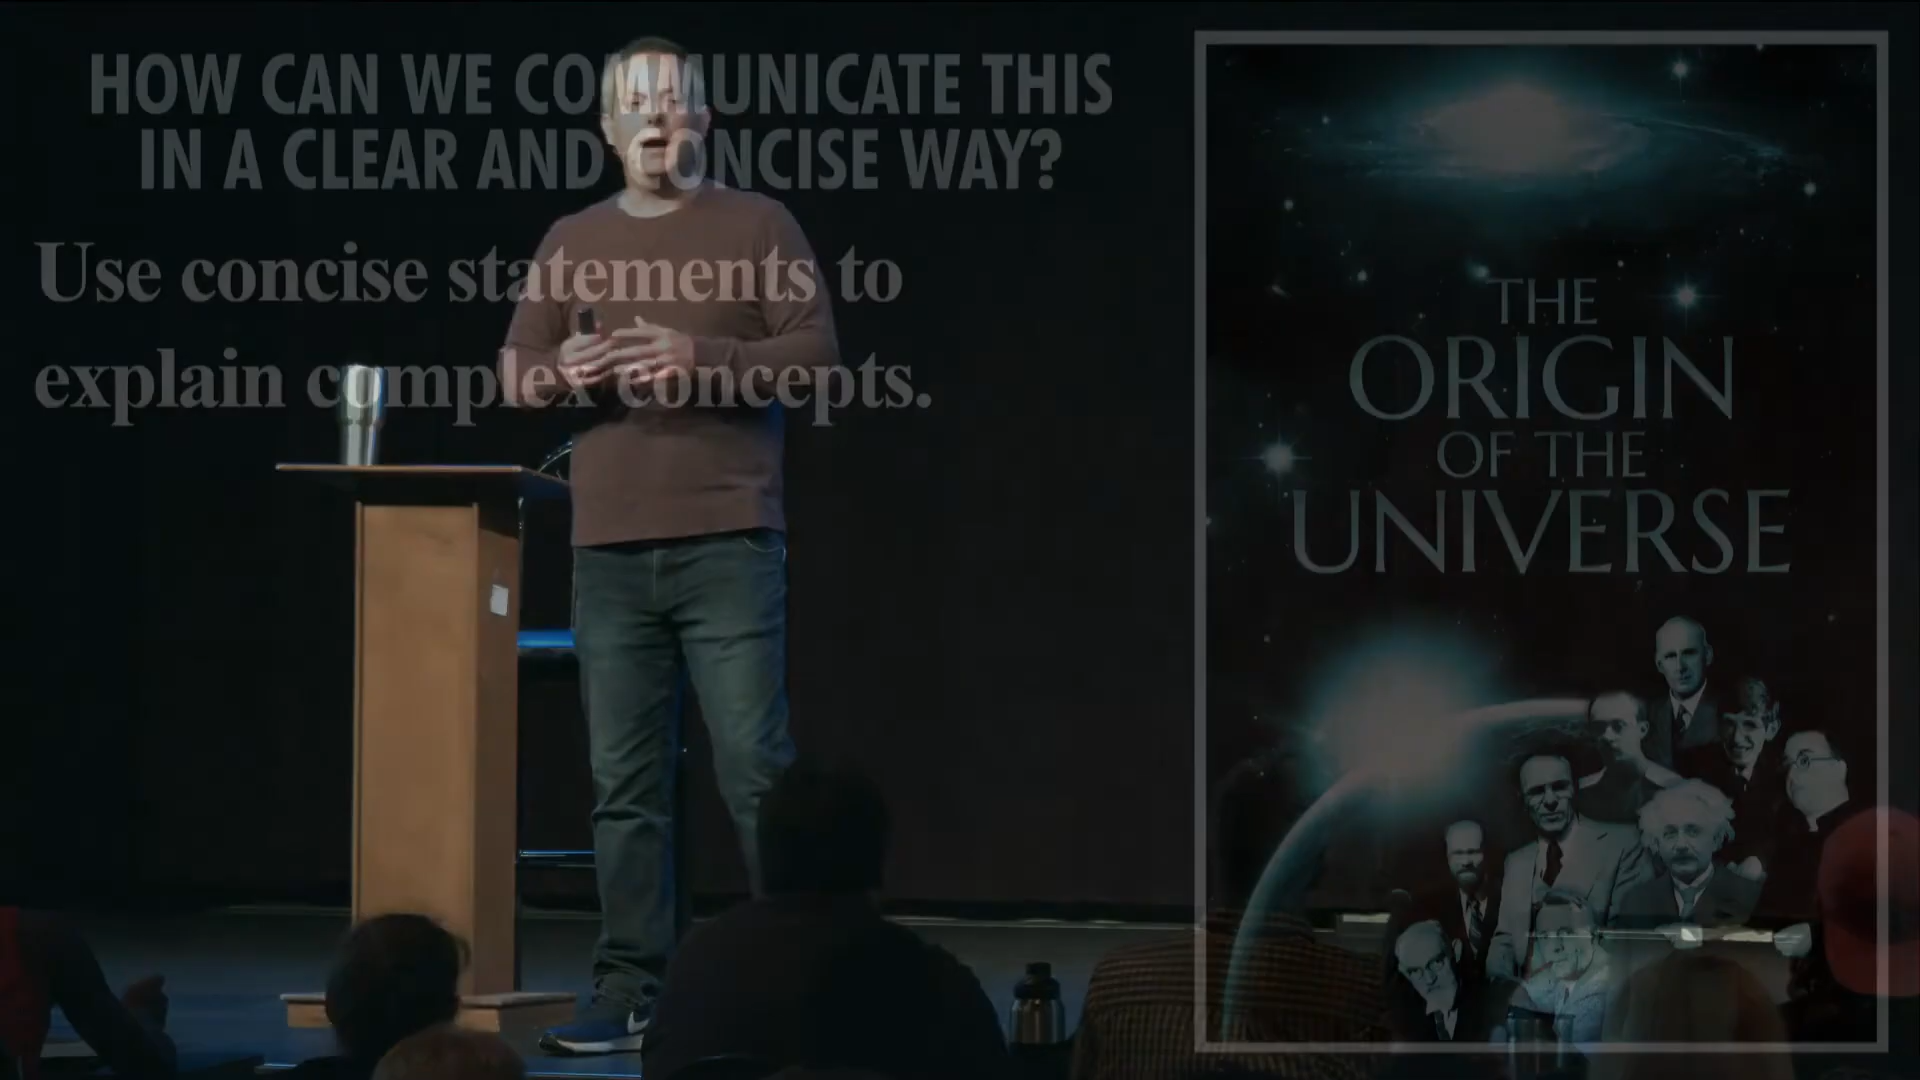 HOW CAN WE COMMUNICATE THIS
IN A CLEAR AND CONCISE WAY?
Use concise statements to
explain complex concepts.
THE
ORIGIN
OF THE
UNIVERSE